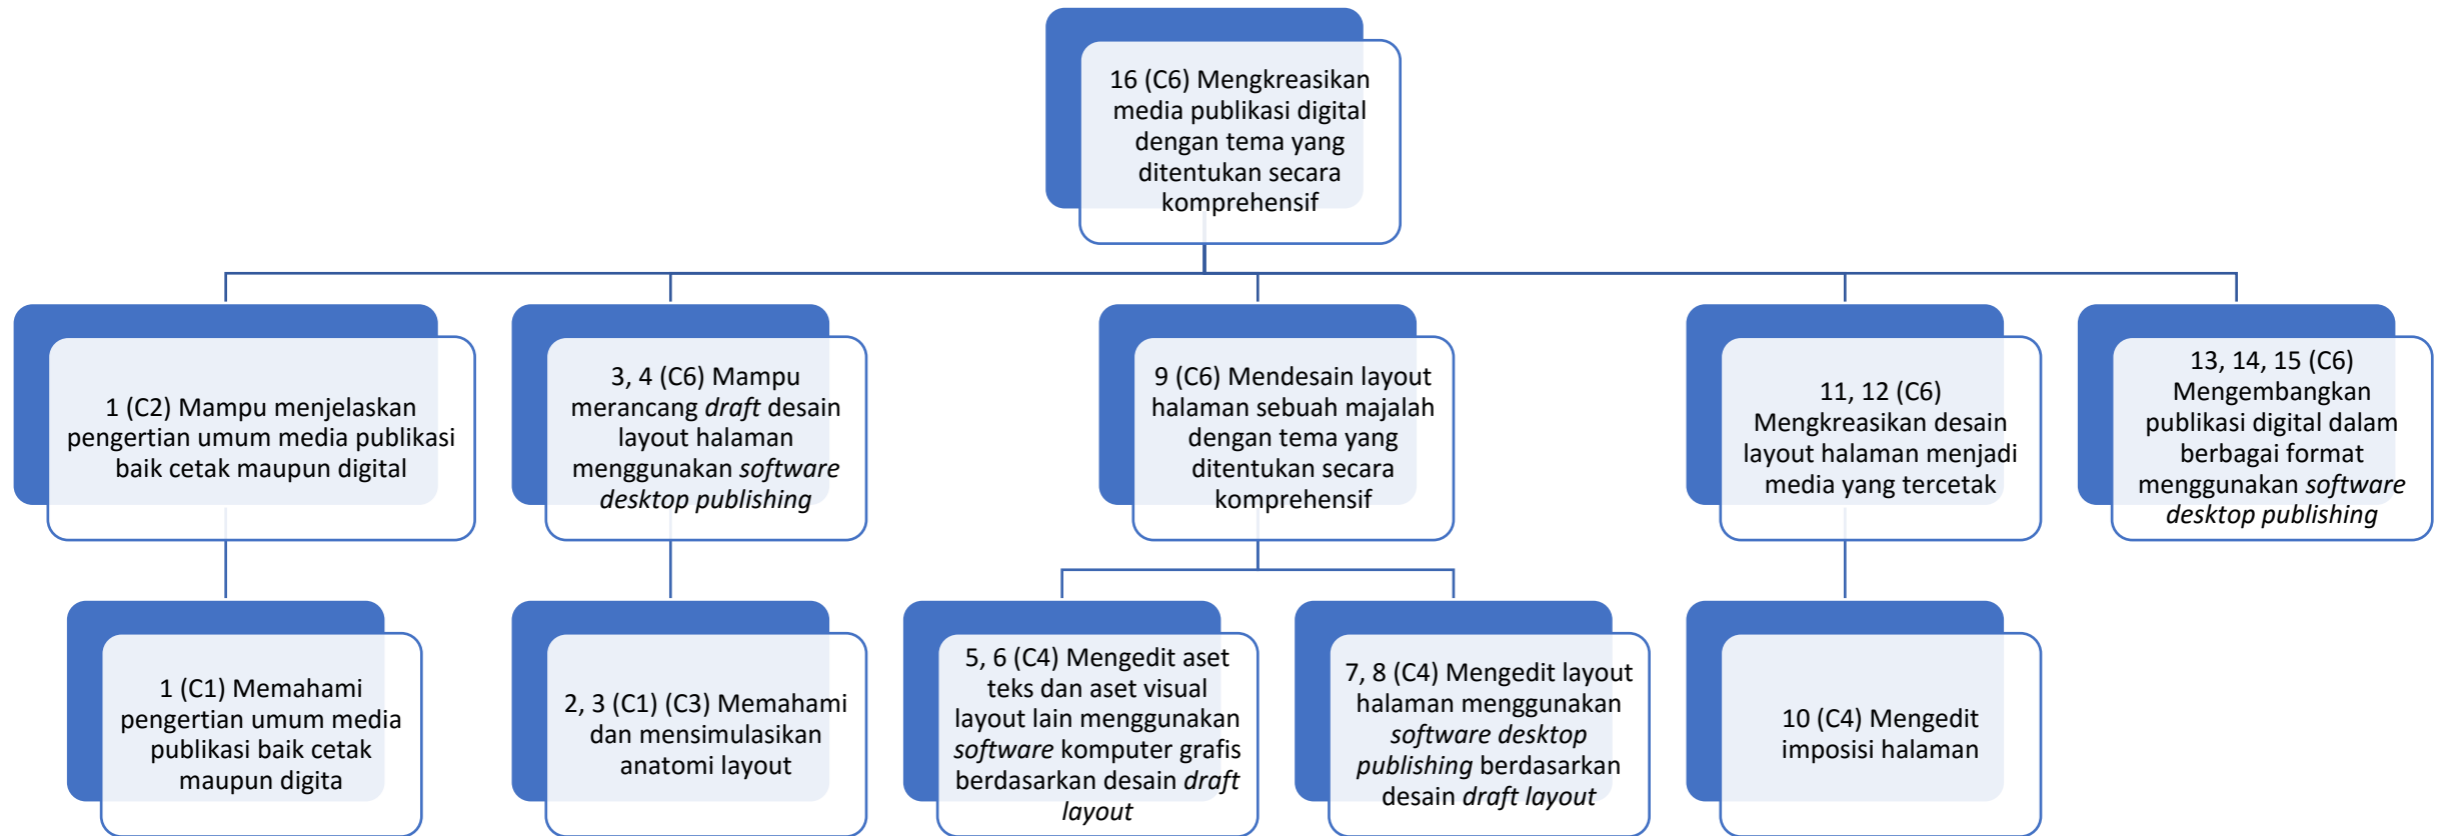 16 (C6) Mengkreasikan
media publikasi digital
dengan tema yang
ditentukan secara
komprehensif
1 (C2) Mampu menjelaskan
pengertian umum media publikasi
baik cetak maupun digital
3, 4 (C6) Mampu
merancang draft desain
layout halaman
menggunakan software
desktop publishing
9 (C6) Mendesain layout
halaman sebuah majalah
dengan tema yang
ditentukan secara
komprehensif
11, 12 (C6)
Mengkreasikan desain
layout halaman menjadi
media yang tercetak
13, 14, 15 (C6)
Mengembangkan
publikasi digital dalam
berbagai format
menggunakan software
desktop publishing
1 (C1) Memahami
pengertian umum media
publikasi baik cetak
maupun digita
2, 3 (C1) (C3) Memahami
dan mensimulasikan
anatomi layout
5, 6 (C4) Mengedit aset
teks dan aset visual
layout lain menggunakan
software komputer grafis
berdasarkan desain draft
layout
7, 8 (C4) Mengedit layout
halaman menggunakan
software desktop
publishing berdasarkan
desain draft layout
10 (C4) Mengedit
imposisi halaman